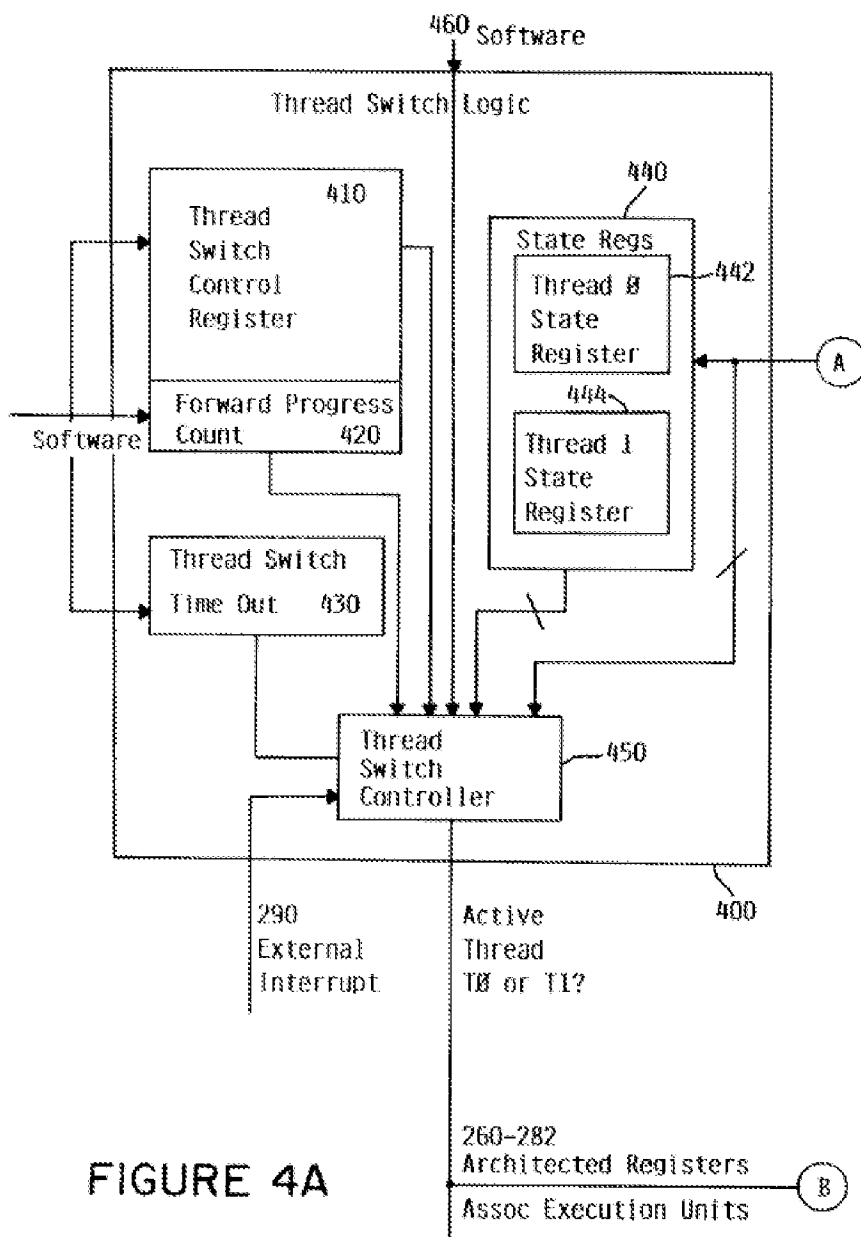 460 Software
Thread Switch Logic
410
Thread
Switch
Control
Register
Forward Progress
Count 420
Software
Thread Switch
Time Out 430
440
State Regs
442
Thread 0
State
Register
444
Thread 1
State
Register
A
Thread
Switch
Controller
450
400
290
External
Interrupt
Active
Thread
T0 or T1?
260-282
Architected Registers
Assoc Execution Units
B
FIGURE 4A